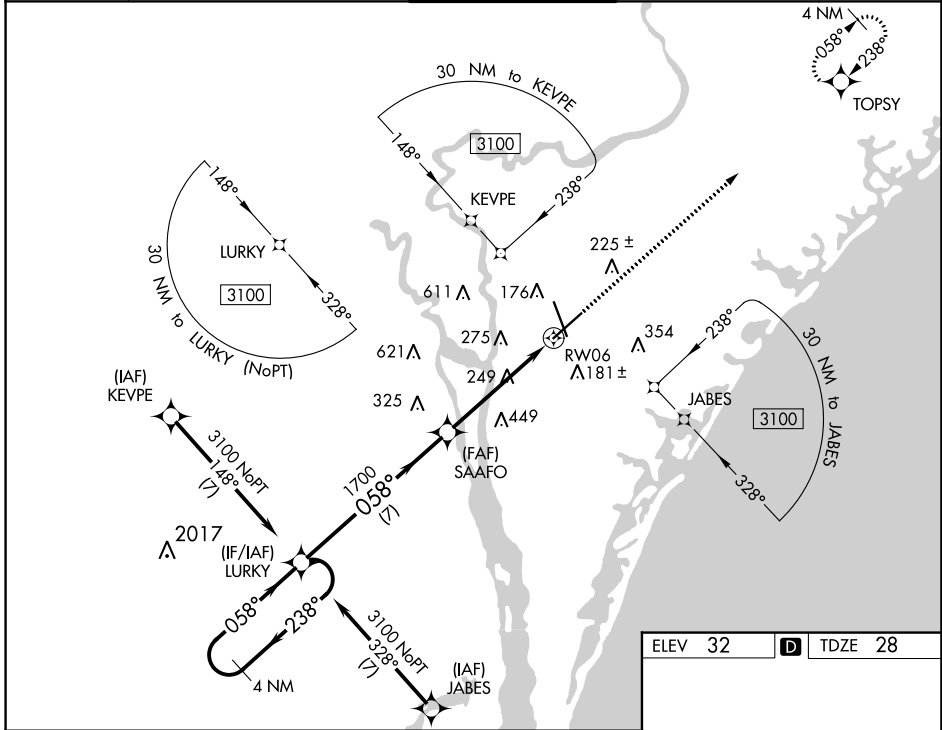 4 NM
058°
238°
TOPSY
30 NM to KEVPE
3100
148°
238°
KEVPE
148°
LURKY
3100
328°
30 NM to LURKY (NoPT)
225 ±
611
176
275
354
621
RW06
249
181 ±
325
449
238°
30 NM to JABES
JABES
3100
328°
(IAF)
KEVPE
3100 NoPT
148°
(7)
(FAF)
SAAFO
1700
058°
(7)
2017
(IF/IAF)
LURKY
058°
238°
4 NM
3100 NoPT
328°
(7)
(IAF)
JABES
ELEV 32
D
TDZE 28